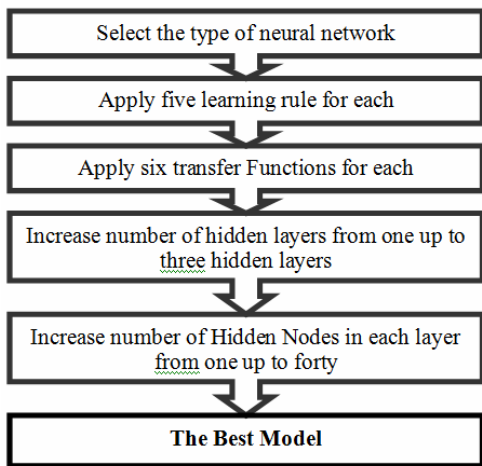 Select the type of neural network
Apply five learning rule for each
Apply six transfer Functions for each
Increase number of hidden layers from one up to
three hidden layers
Increase number of Hidden Nodes in each layer
from one up to forty
The Best Model